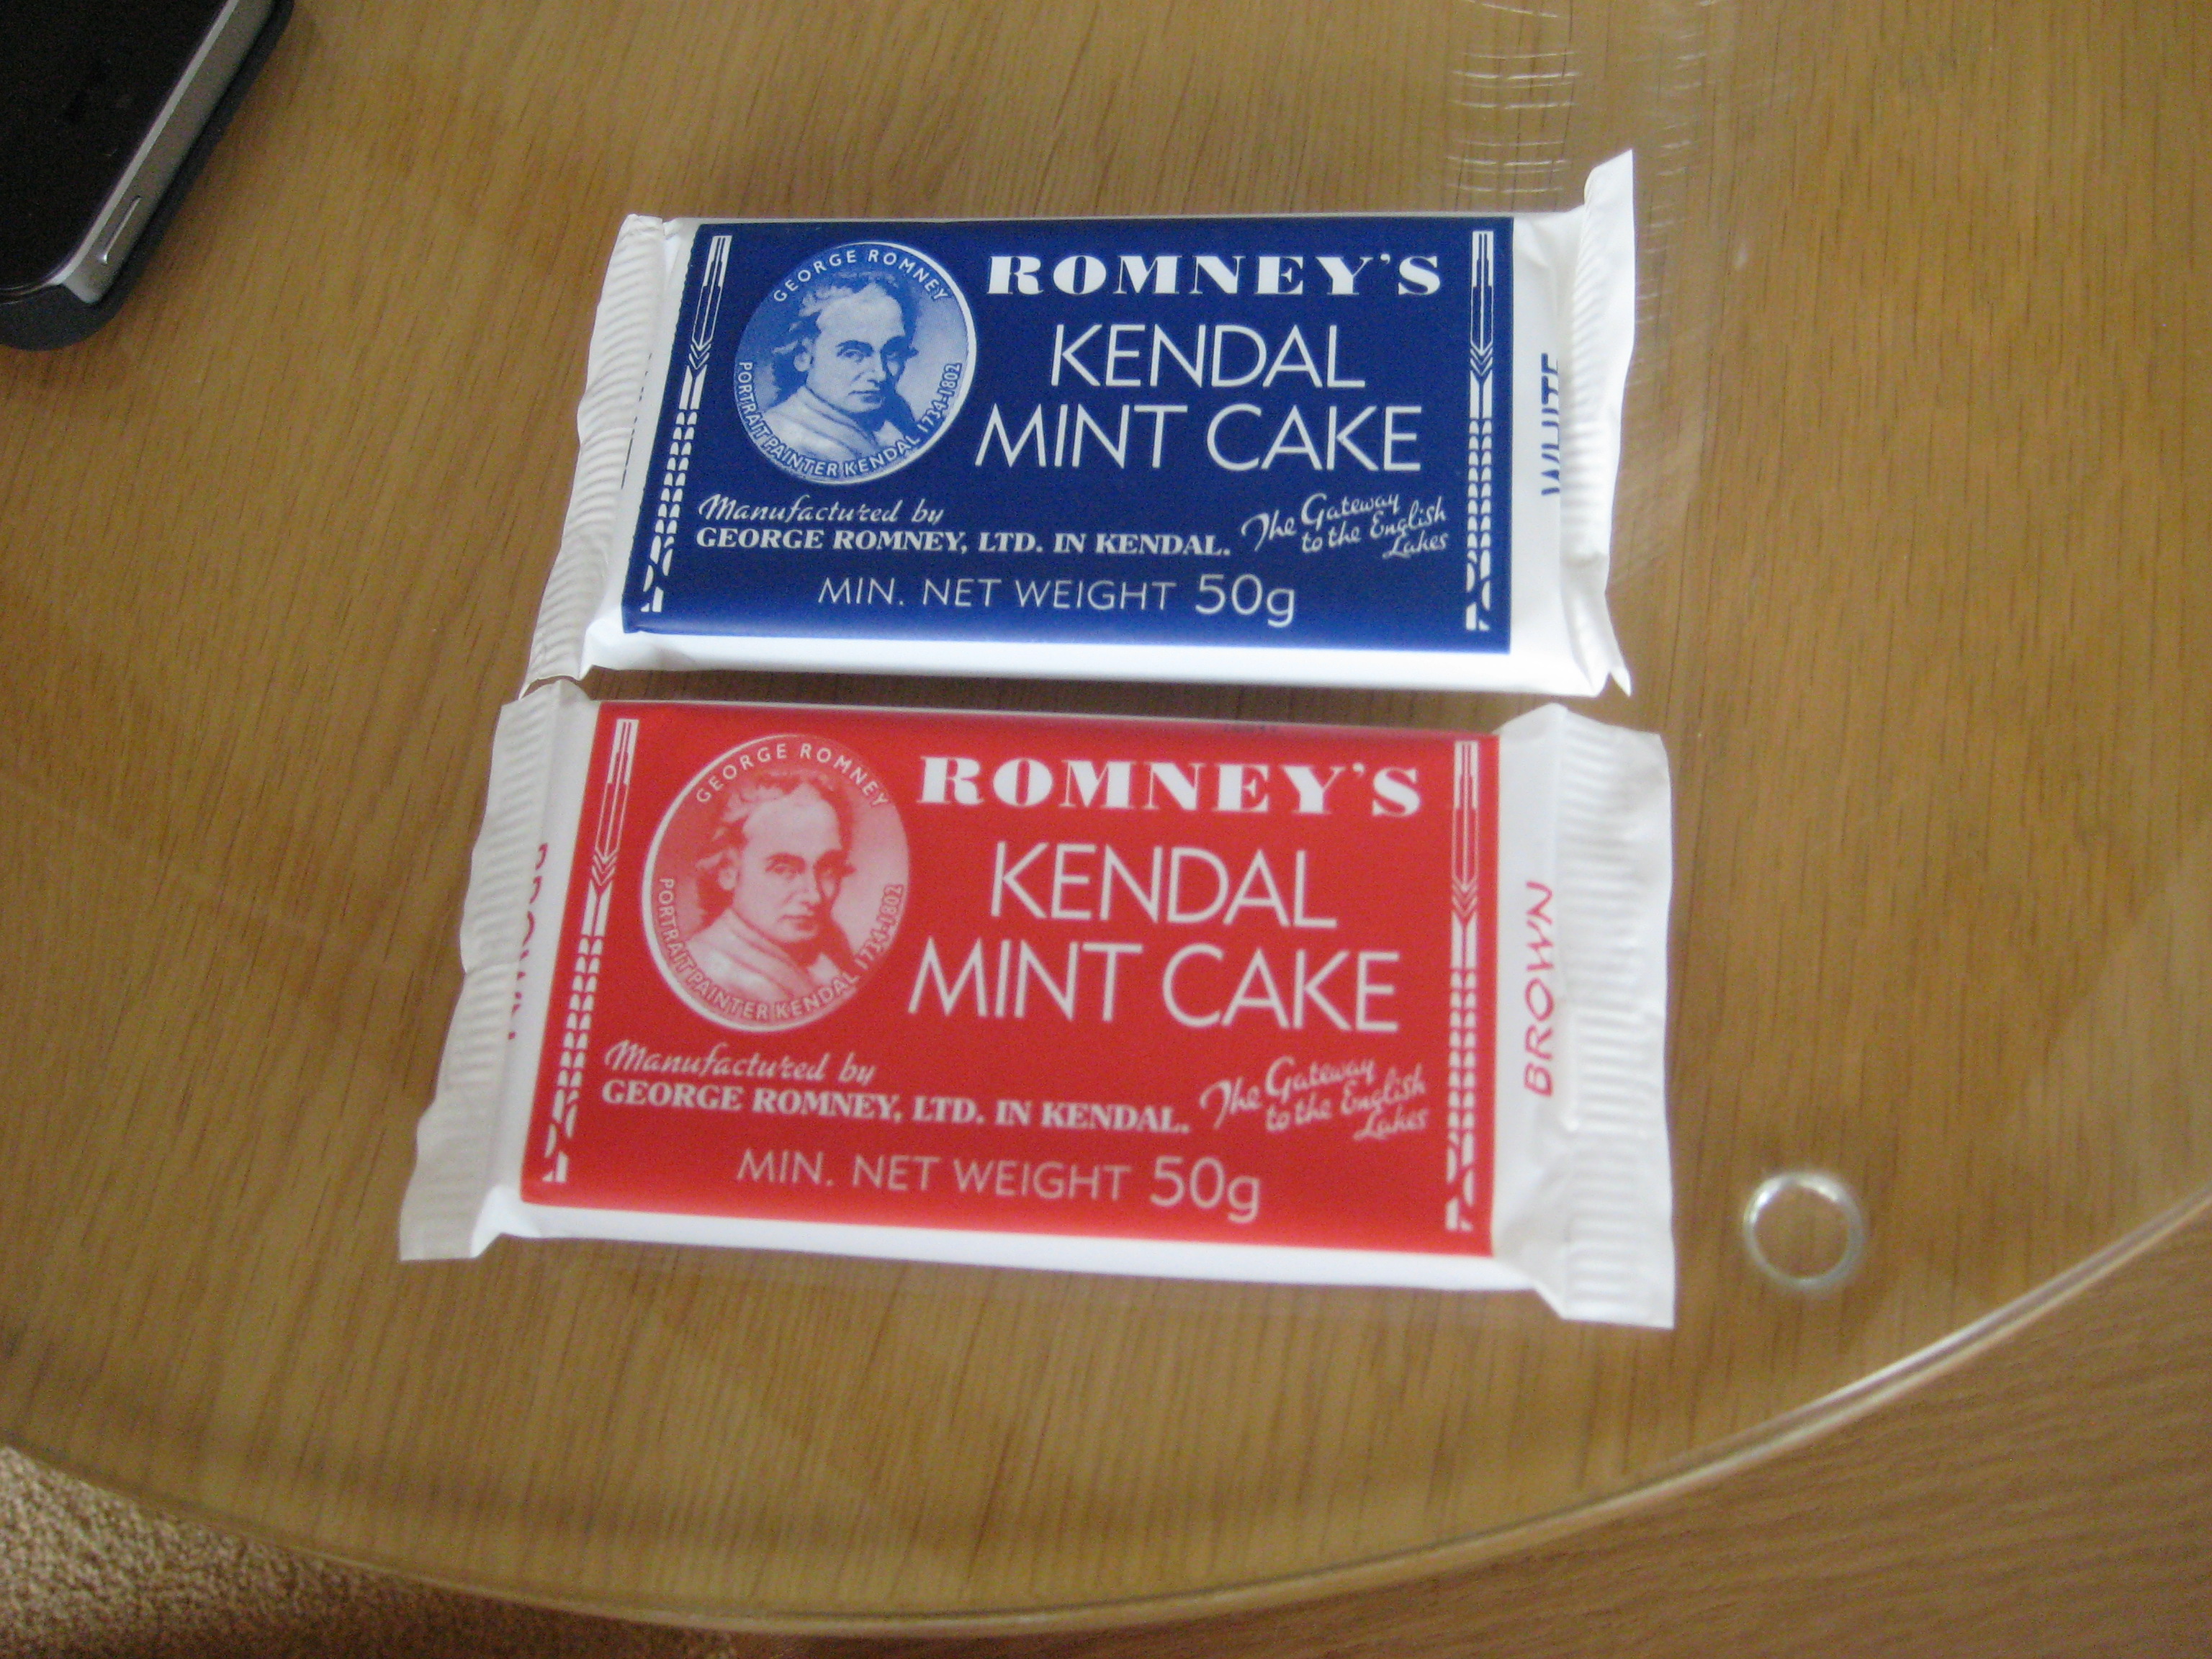 GEORGE ROMNEY
PORTRAIT PAINTER KENDAL 1734-1802
ROMNEY'S
KENDAL
MINT CAKE
Manufactured by
GEORGE ROMNEY, LTD. IN KENDAL.
The Gateway
to the English
Lakes
MIN. NET WEIGHT 50g
WHITE
BROWN
GEORGE ROMNEY
PORTRAIT PAINTER KENDAL 1734-1802
ROMNEY'S
KENDAL
MINT CAKE
Manufactured by
GEORGE ROMNEY, LTD. IN KENDAL.
The Gateway
to the English
Lakes
MIN. NET WEIGHT 50g
BROWN